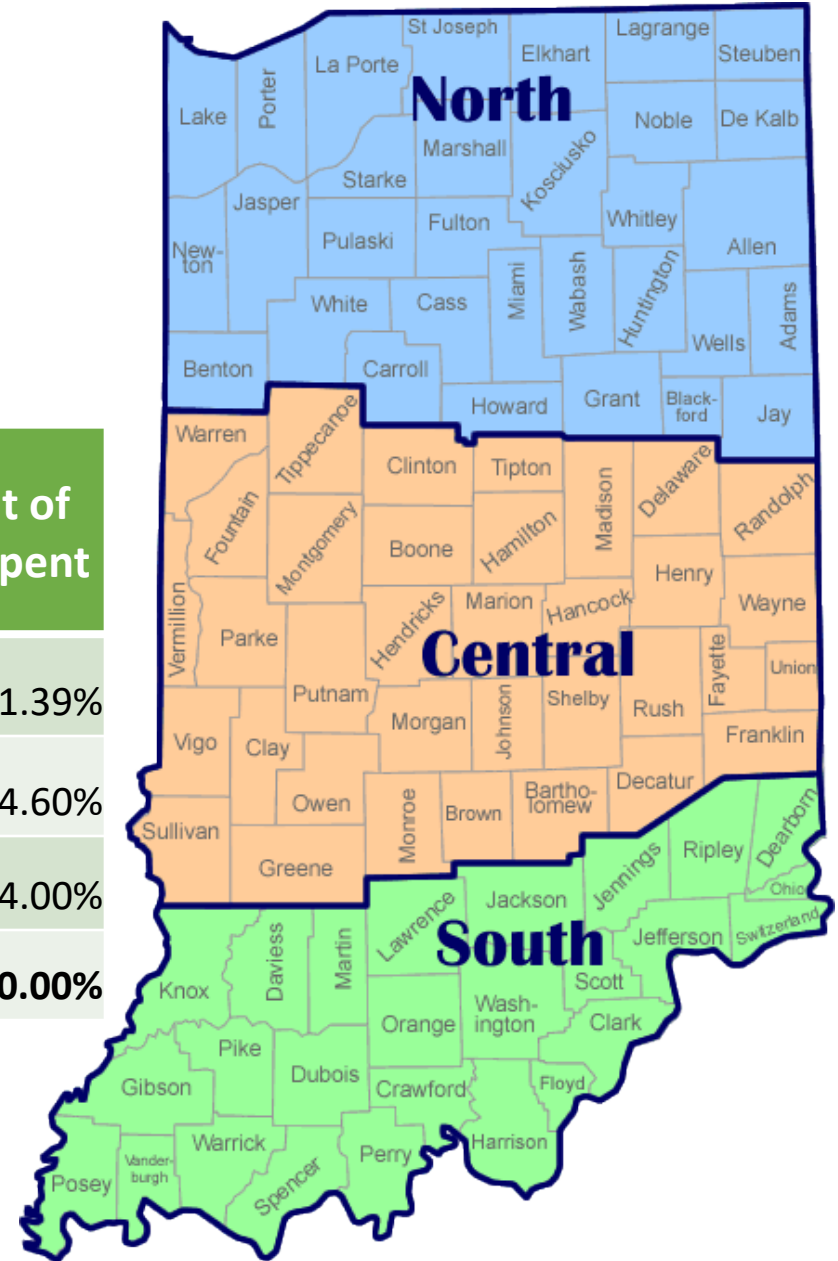 St Joseph
Lagrange
Elkhart
Steuben
La Porte
Porter
North
Lake
Noble
De Kalb
Marshall
Kosciusko
Starke
Jasper
Whitley
Fulton
Pulaski
Allen
New-
ton
Miami
Wabash
Huntington
White
Cass
Adams
Wells
Benton
Carroll
Grant
Black-
ford
Howard
Jay
t of
pent
1.39%
4.60%
4.00%
0.00%
Warren
Tippecanoe
Clinton
Tipton
Madison
Delaware
Randolph
Fountain
Montgomery
Boone
Hamilton
Henry
Vermillion
Hendricks
Marion
Hancock
Wayne
Parke
Central
Fayette
Union
Putnam
Shelby
Rush
Morgan
Johnson
Franklin
Vigo
Clay
Decatur
Owen
Monroe
Brown
Bartho-
lomew
Sullivan
Greene
Dearborn
Ripley
Jennings
Ohio
Jackson
Lawrence
Switzerland
South
Jefferson
Daviess
Martin
Knox
Scott
Wash-
ington
Orange
Clark
Pike
Dubois
Gibson
Crawford
Floyd
Harrison
Warrick
Perry
Vander-
burgh
Posey
Spencer